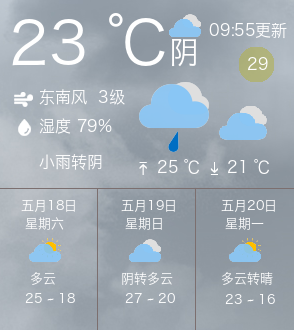 23 ℃ 阴
09:55更新
29
东南风 3级
湿度 79%
小雨转阴
25 ℃ 21 ℃
五月18日
星期六
多云
25 - 18
五月19日
星期日
阴转多云
27 - 20
五月20日
星期一
多云转晴
23 - 16